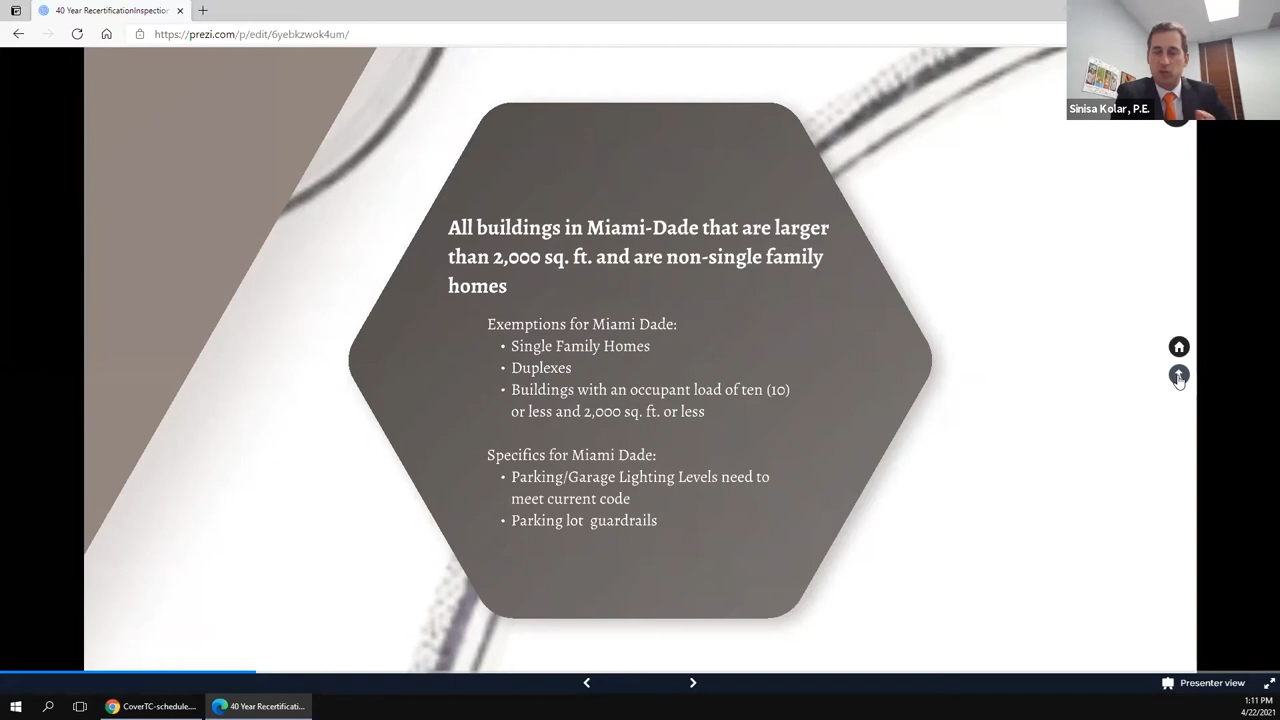 40 Year RecertificationInspectio
https://prezi.com/p/edit/6yebkzwok4um/
Sinisa Kolar, P.E.
All buildings in Miami-Dade that are larger
than 2,000 sq. ft. and are non-single family
homes
Exemptions for Miami Dade:
• Single Family Homes
• Duplexes
• Buildings with an occupant load of ten (10)
or less and 2,000 sq. ft. or less
Specifics for Miami Dade:
• Parking/Garage Lighting Levels need to
meet current code
• Parking lot guardrails
Presenter view
CoverTC-schedule....
40 Year Recertificati...
1:11 PM
4/22/2021